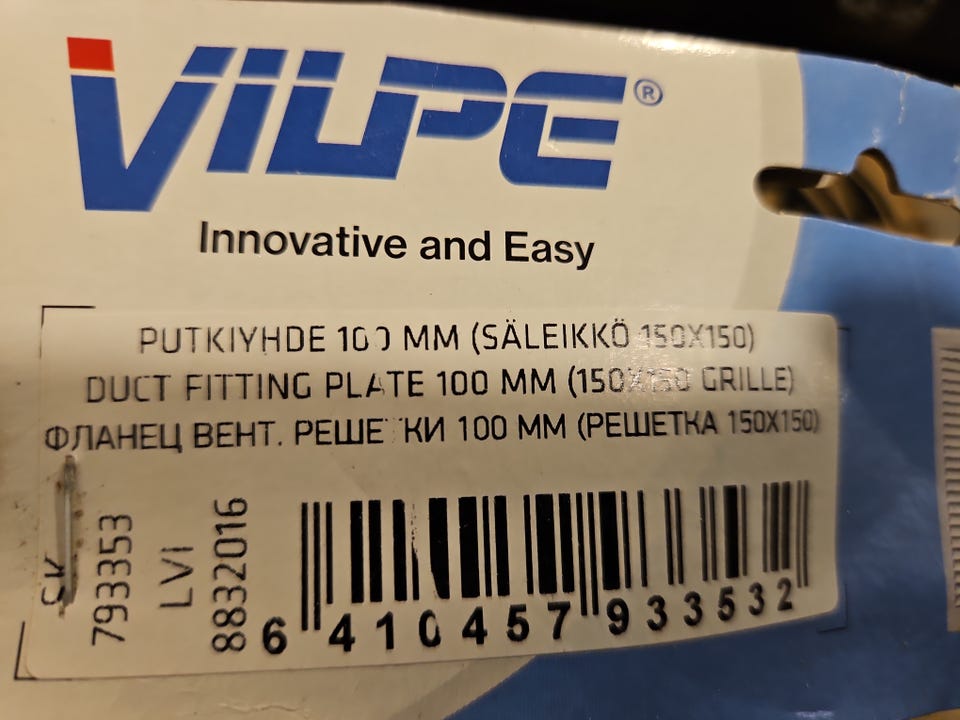 VILPE®
Innovative and Easy
PUTKIYHDE 100 MM (SÄLEIKKÖ 150X150)
DUCT FITTING PLATE 100 MM (150X150 GRILLE)
ФЛАНЕЦ ВЕНТ. РЕШЕТКИ 100 ММ (РЕШЕТКА 150X150)
SK
793353
LVI
8832016
6 410457 933532